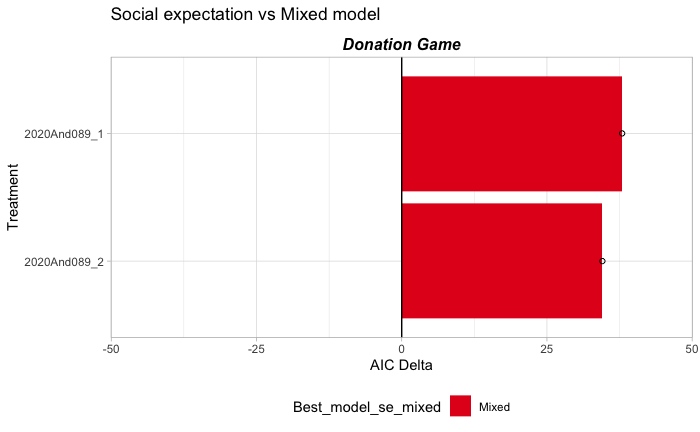 Social expectation vs Mixed model
Donation Game
Treatment
2020And089_1
2020And089_2
-50 -25 0 25 50
AIC Delta
Best_model_se_mixed Mixed